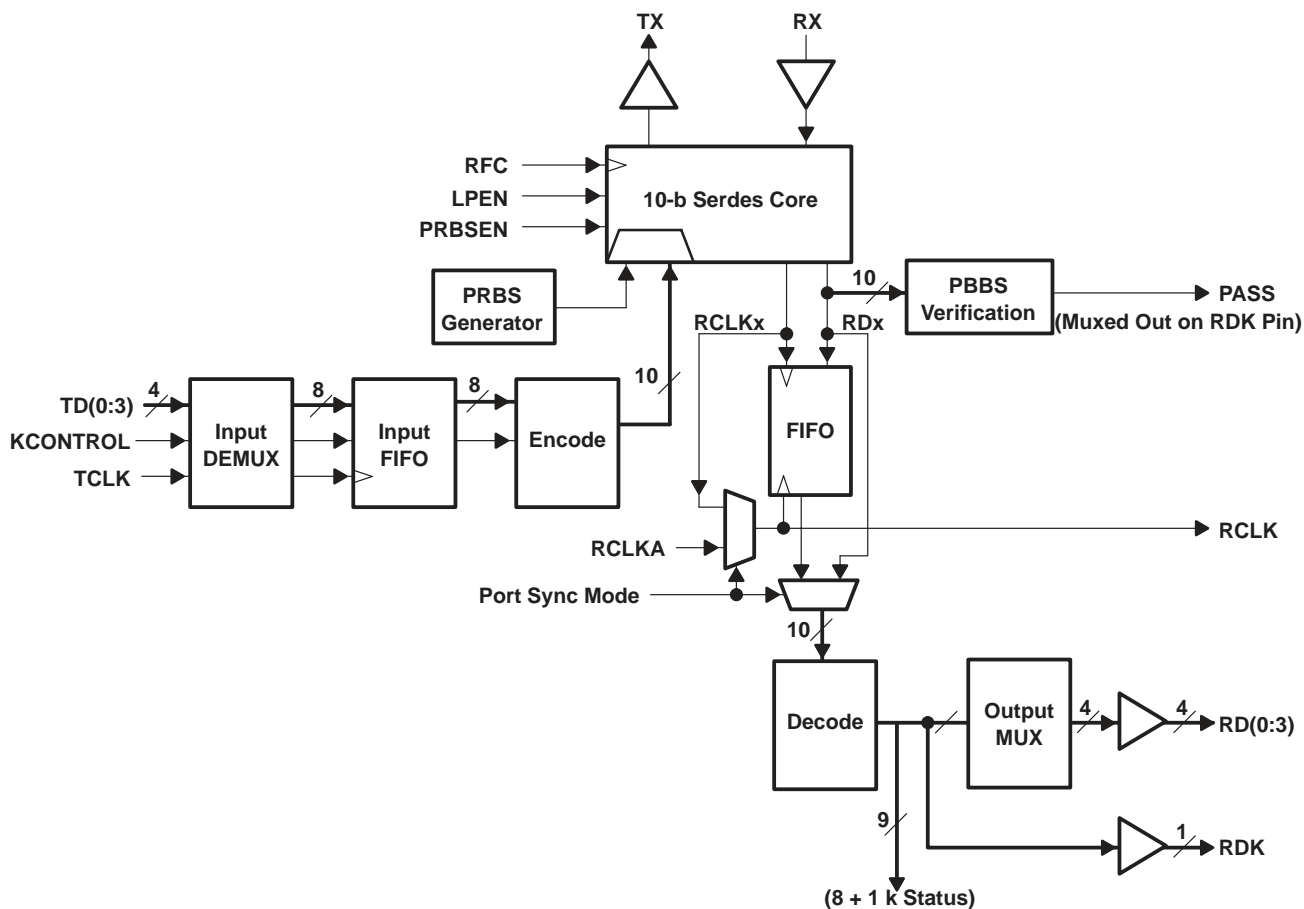 TX
RX
RFC
LPEN
PRBSEN
10-b Serdes Core
PRBS
Generator
10
PBBS
Verification
PASS
(Muxed Out on RDK Pin)
RCLKx
RDx
TD(0:3)
4
KCONTROL
TCLK
Input
DEMUX
8
Input
FIFO
8
Encode
10
FIFO
RCLKA
RCLK
Port Sync Mode
10
Decode
Output
MUX
4
4
RD(0:3)
9
1
RDK
(8 + 1 k Status)